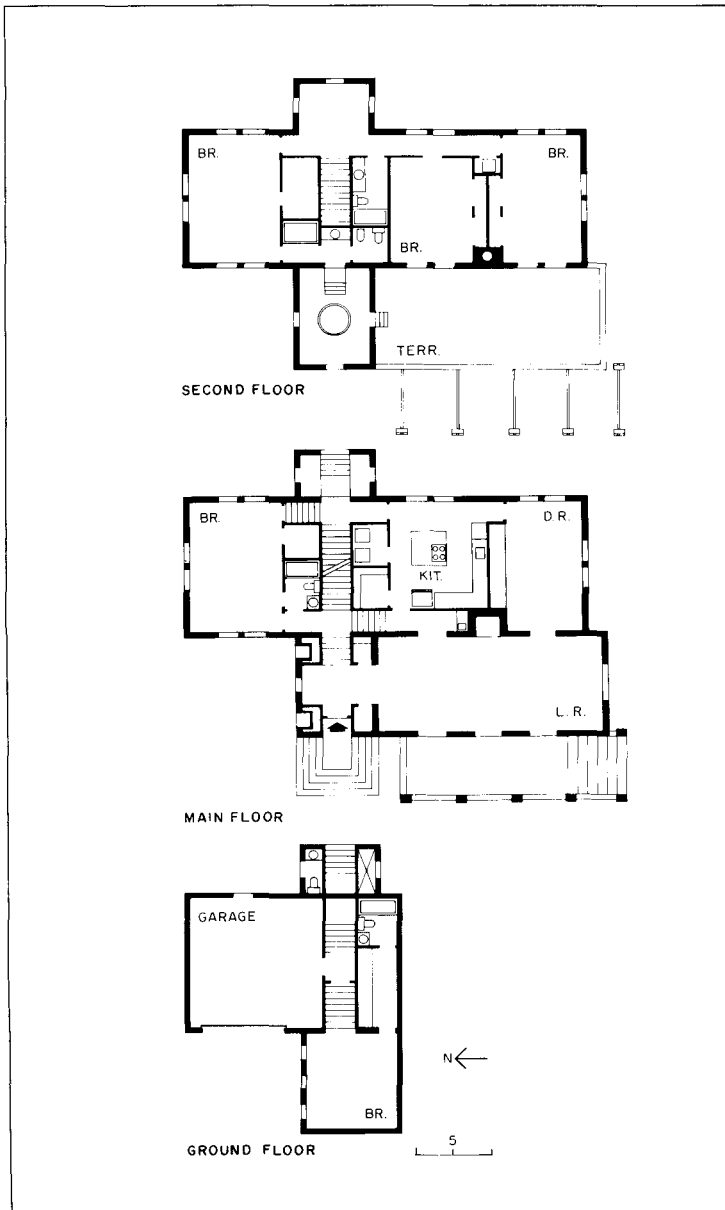 BR.
BR.
BR.
TERR.
SECOND FLOOR
BR.
D.R.
KIT.
L.R.
MAIN FLOOR
GARAGE
N
BR.
GROUND FLOOR
5